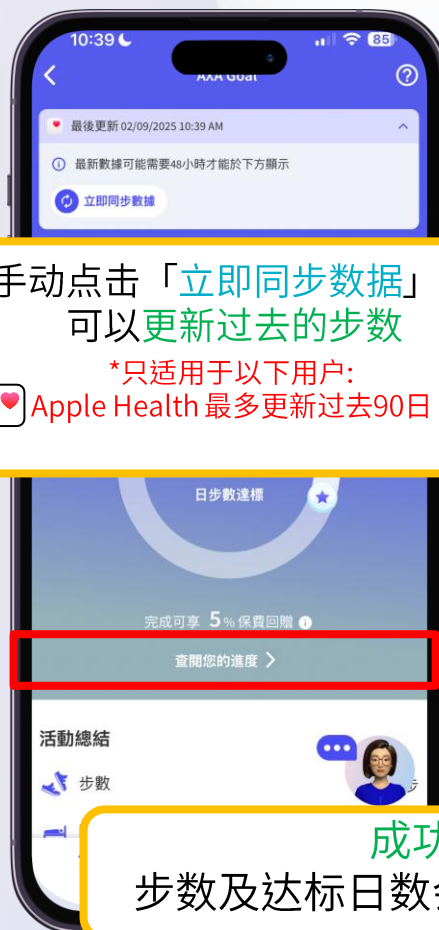 10:39
85
AXA Goal
最後更新 02/09/2025 10:39 AM
最新數據可能需要48小時才能於下方顯示
立即同步數據
手动点击「立即同步数据」
可以更新过去的步数
*只适用于以下用户:
Apple Health 最多更新过去90日
日步數達標
完成可享 5% 保費回贈
查閱您的進度
活動總結
步數
步
成功
步数及达标日数会